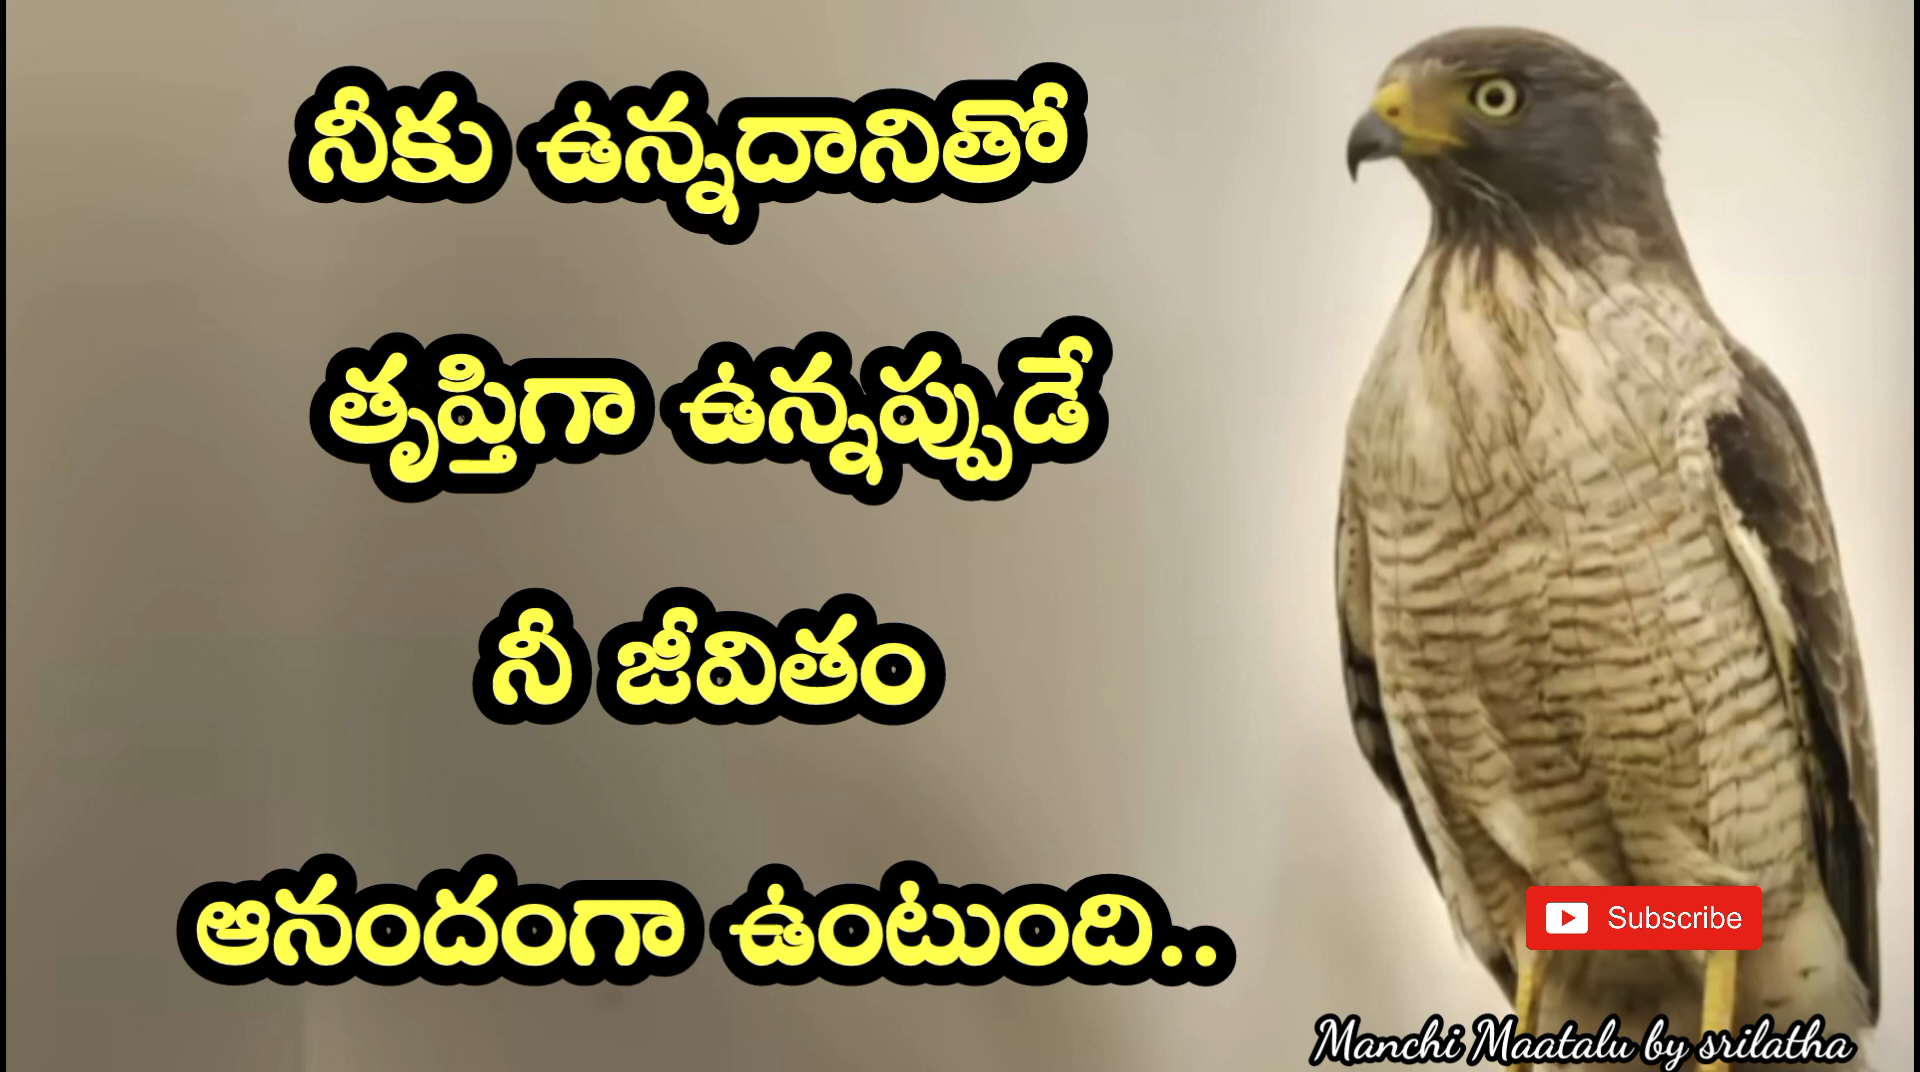 నీకు ఉన్నదానితో
తృప్తిగా ఉన్నప్పుడే
నీ జీవితం
ఆనందంగా ఉంటుంది..
Subscribe
Manchi Maatalu by srilatha